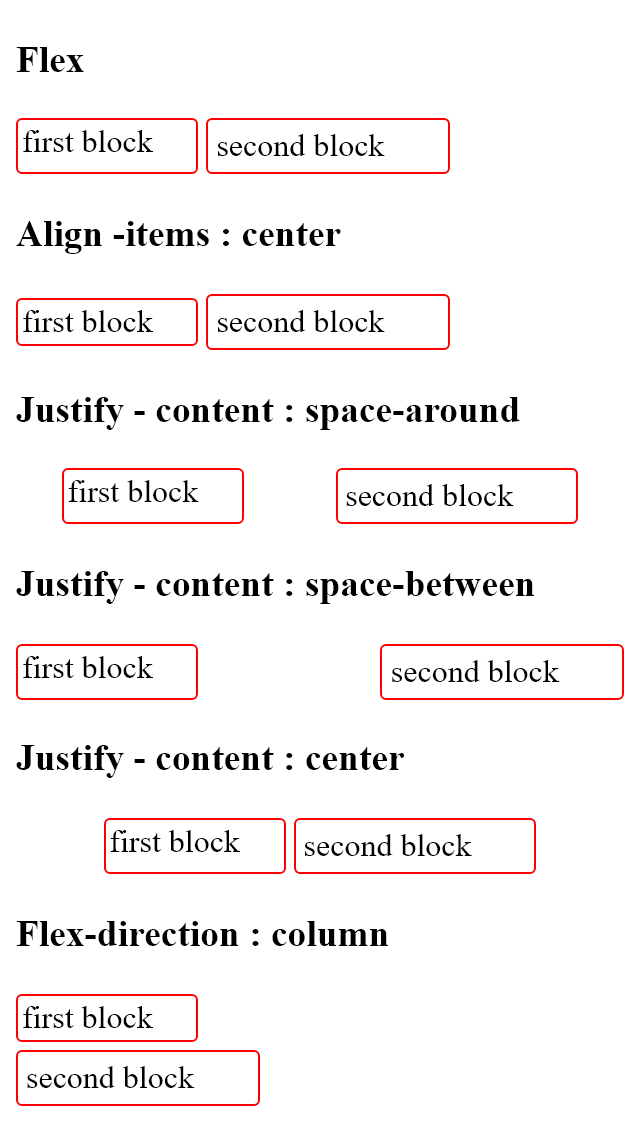 Flex
first block second block
Align -items : center
first block second block
Justify - content : space-around
first block second block
Justify - content : space-between
first block second block
Justify - content : center
first block second block
Flex-direction : column
first block
second block